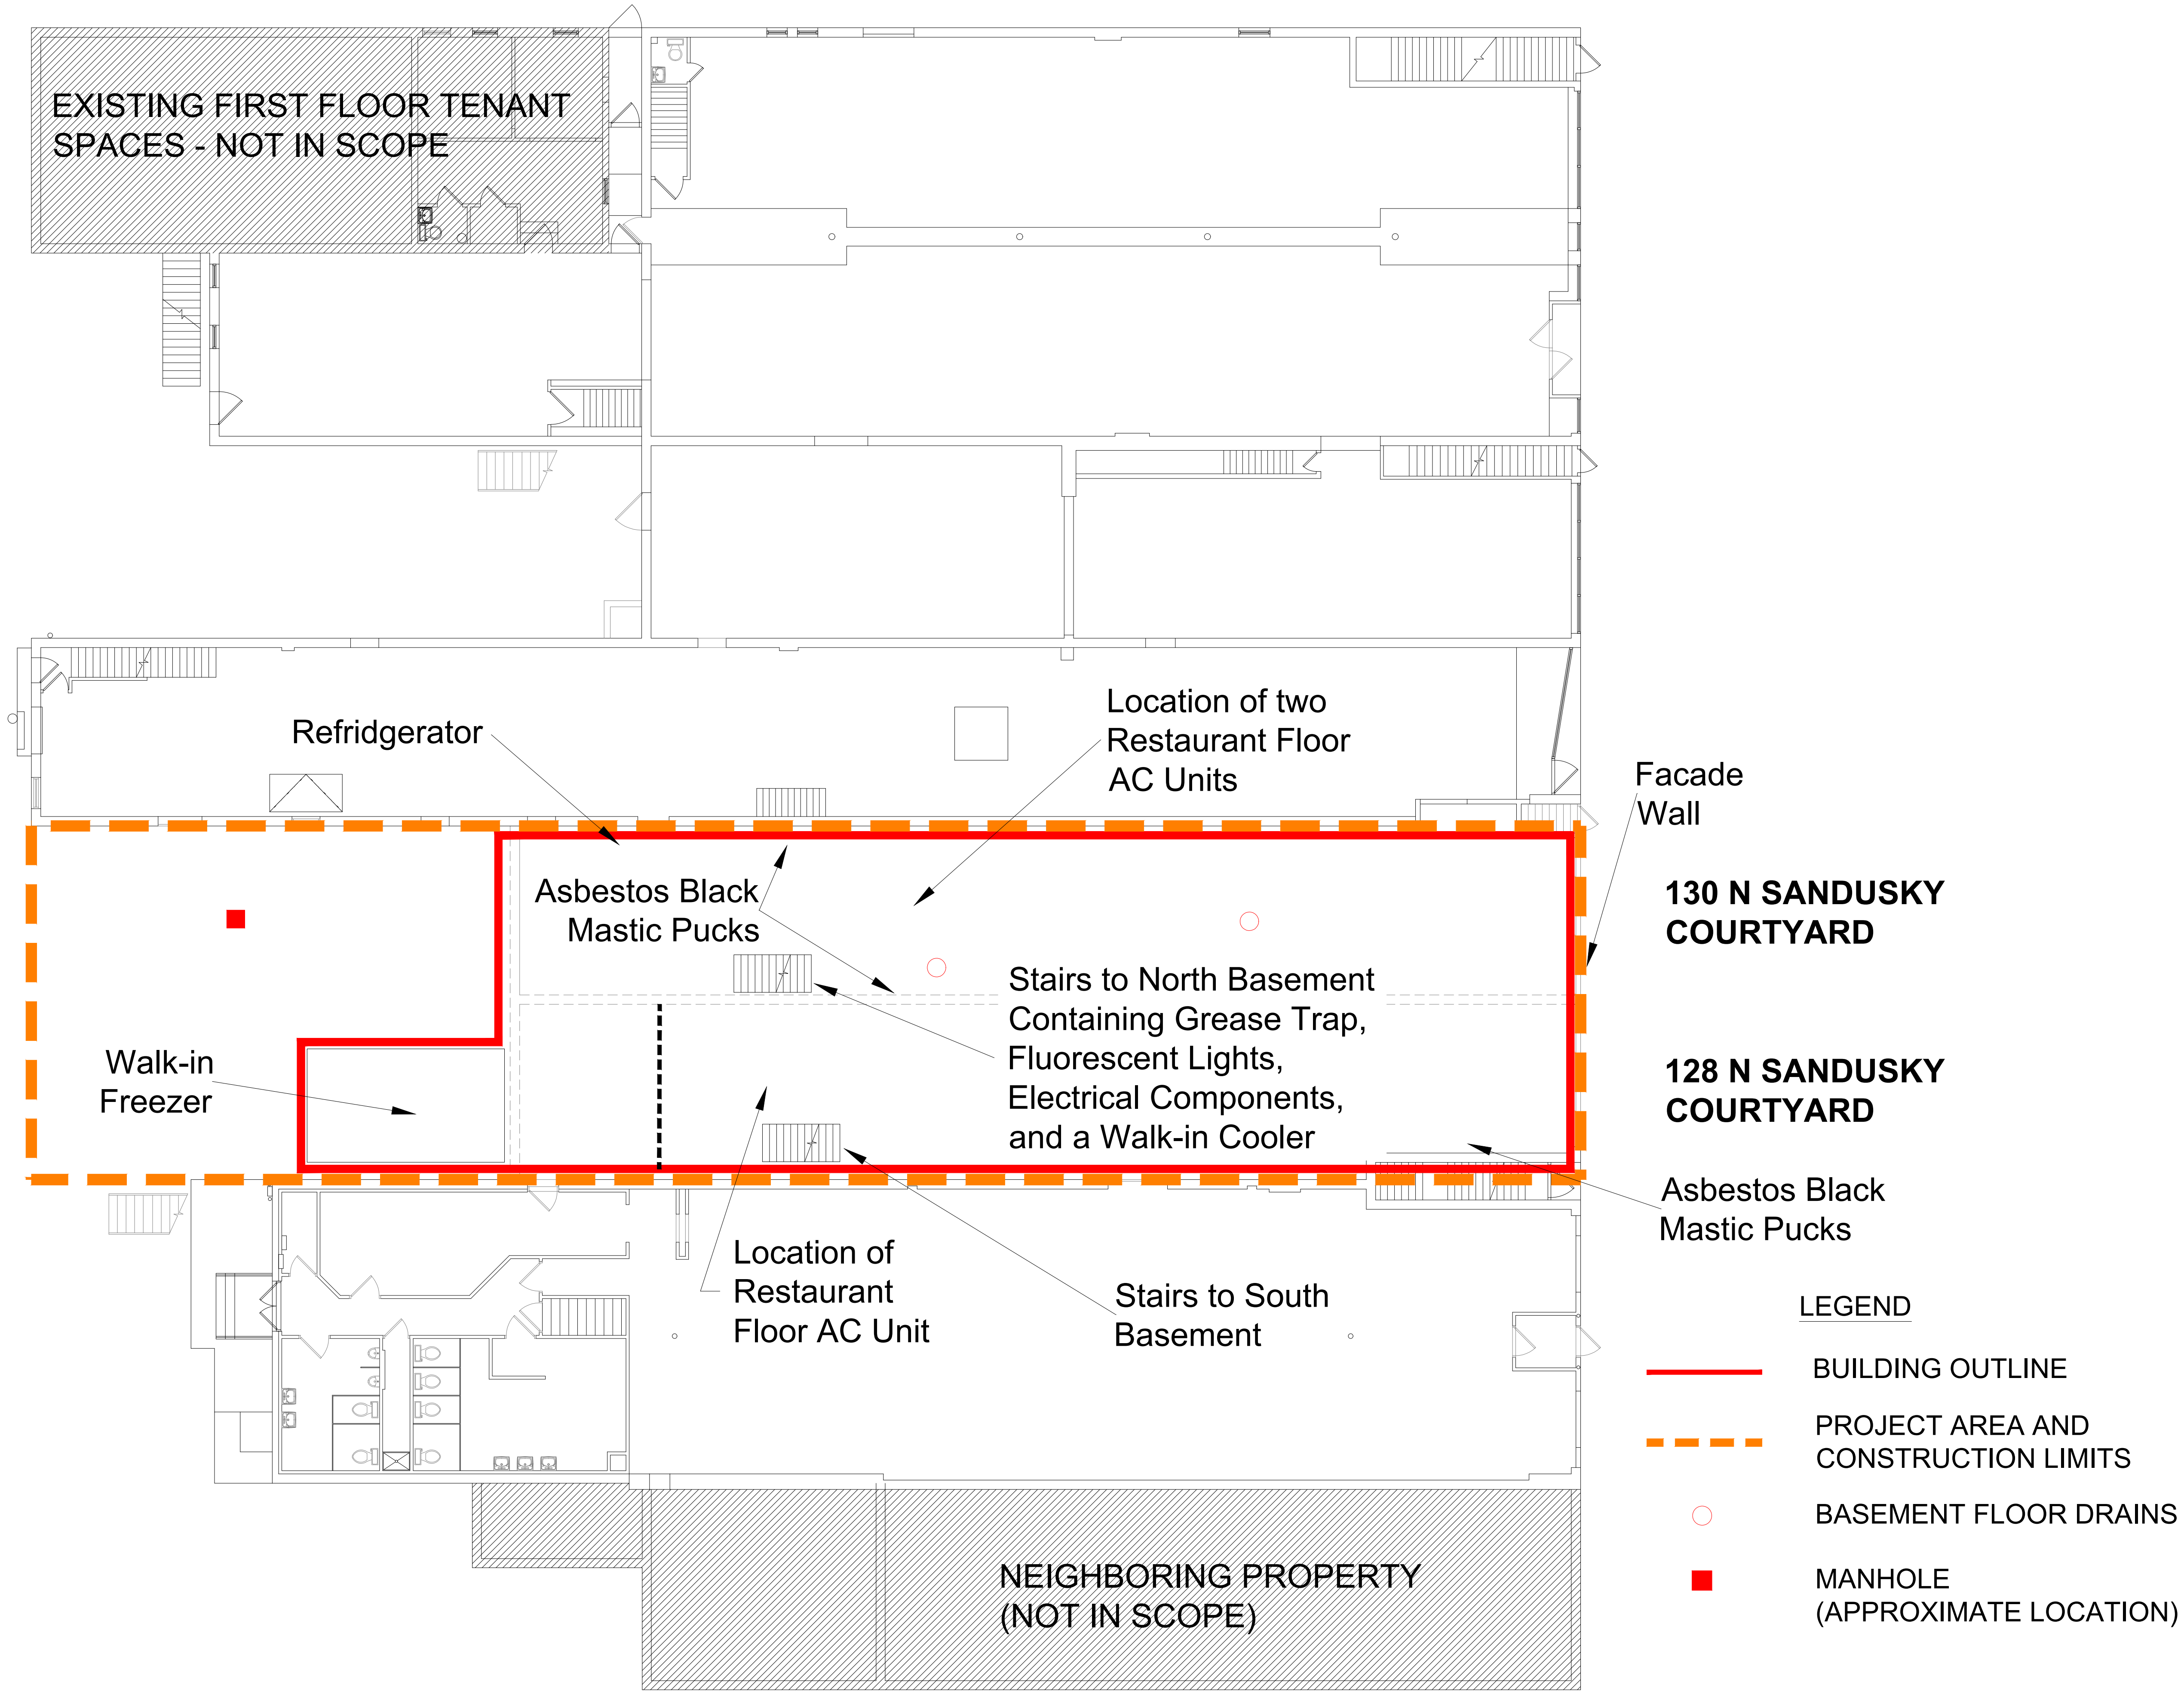 EXISTING FIRST FLOOR TENANT
SPACES - NOT IN SCOPE
Refridgerator
Location of two
Restaurant Floor
AC Units
Facade
Wall
Asbestos Black
Mastic Pucks
130 N SANDUSKY
COURTYARD
Stairs to North Basement
Containing Grease Trap,
Fluorescent Lights,
Electrical Components,
and a Walk-in Cooler
Walk-in
Freezer
128 N SANDUSKY
COURTYARD
Asbestos Black
Mastic Pucks
Location of
Restaurant
Floor AC Unit
Stairs to South
Basement
LEGEND
BUILDING OUTLINE
PROJECT AREA AND
CONSTRUCTION LIMITS
BASEMENT FLOOR DRAINS
MANHOLE
(APPROXIMATE LOCATION)
NEIGHBORING PROPERTY
(NOT IN SCOPE)